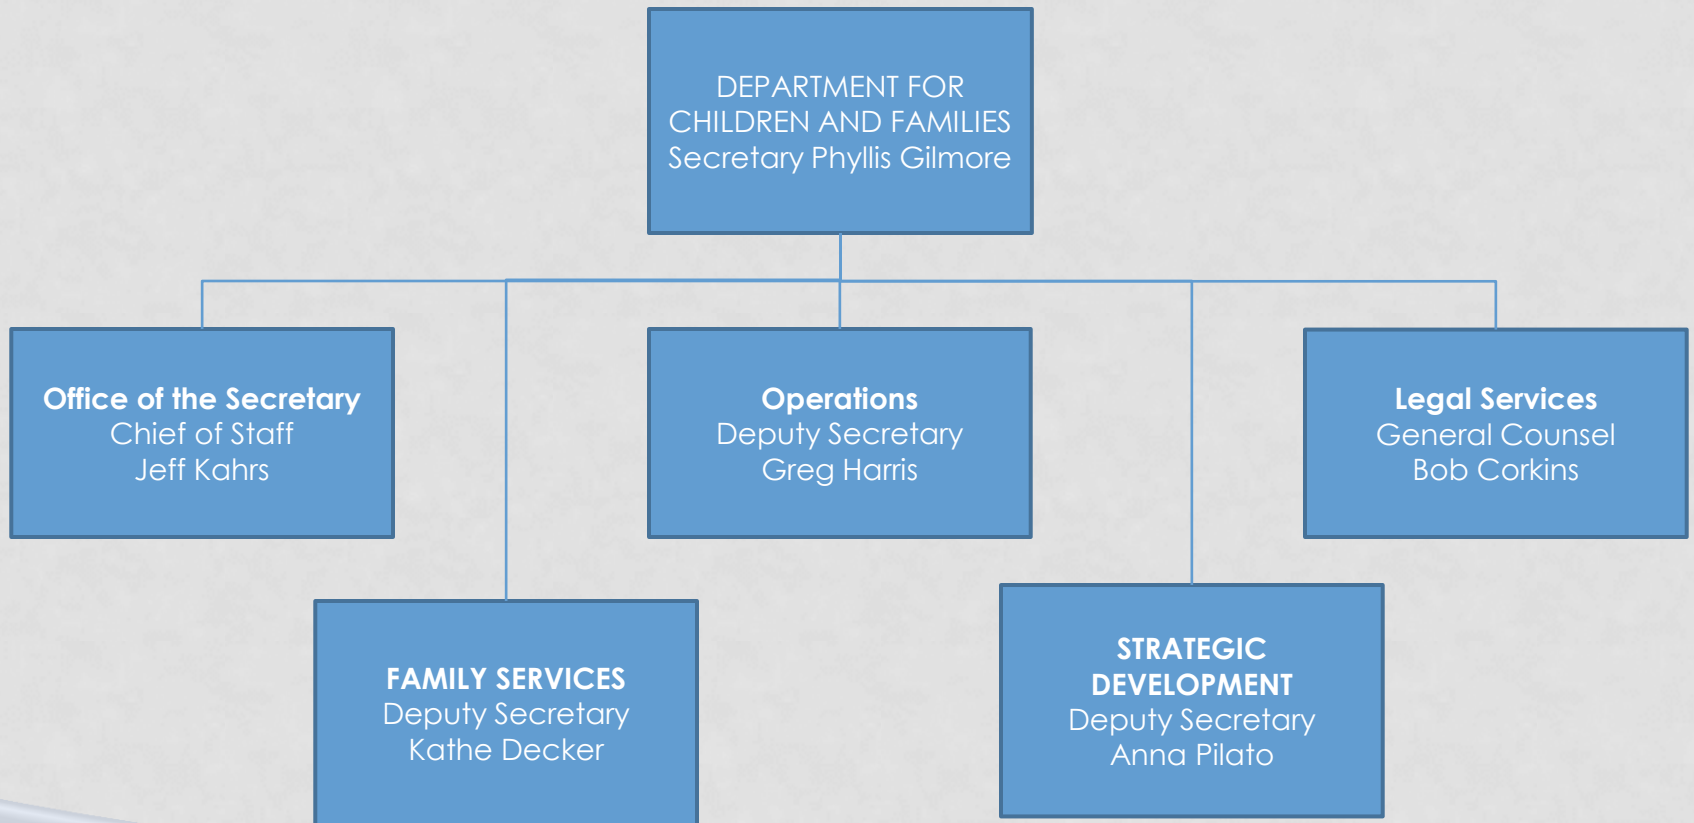 DEPARTMENT FOR
CHILDREN AND FAMILIES
Secretary Phyllis Gilmore
Office of the Secretary
Chief of Staff
Jeff Kahrs
Operations
Deputy Secretary
Greg Harris
Legal Services
General Counsel
Bob Corkins
FAMILY SERVICES
Deputy Secretary
Kathe Decker
STRATEGIC
DEVELOPMENT
Deputy Secretary
Anna Pilato